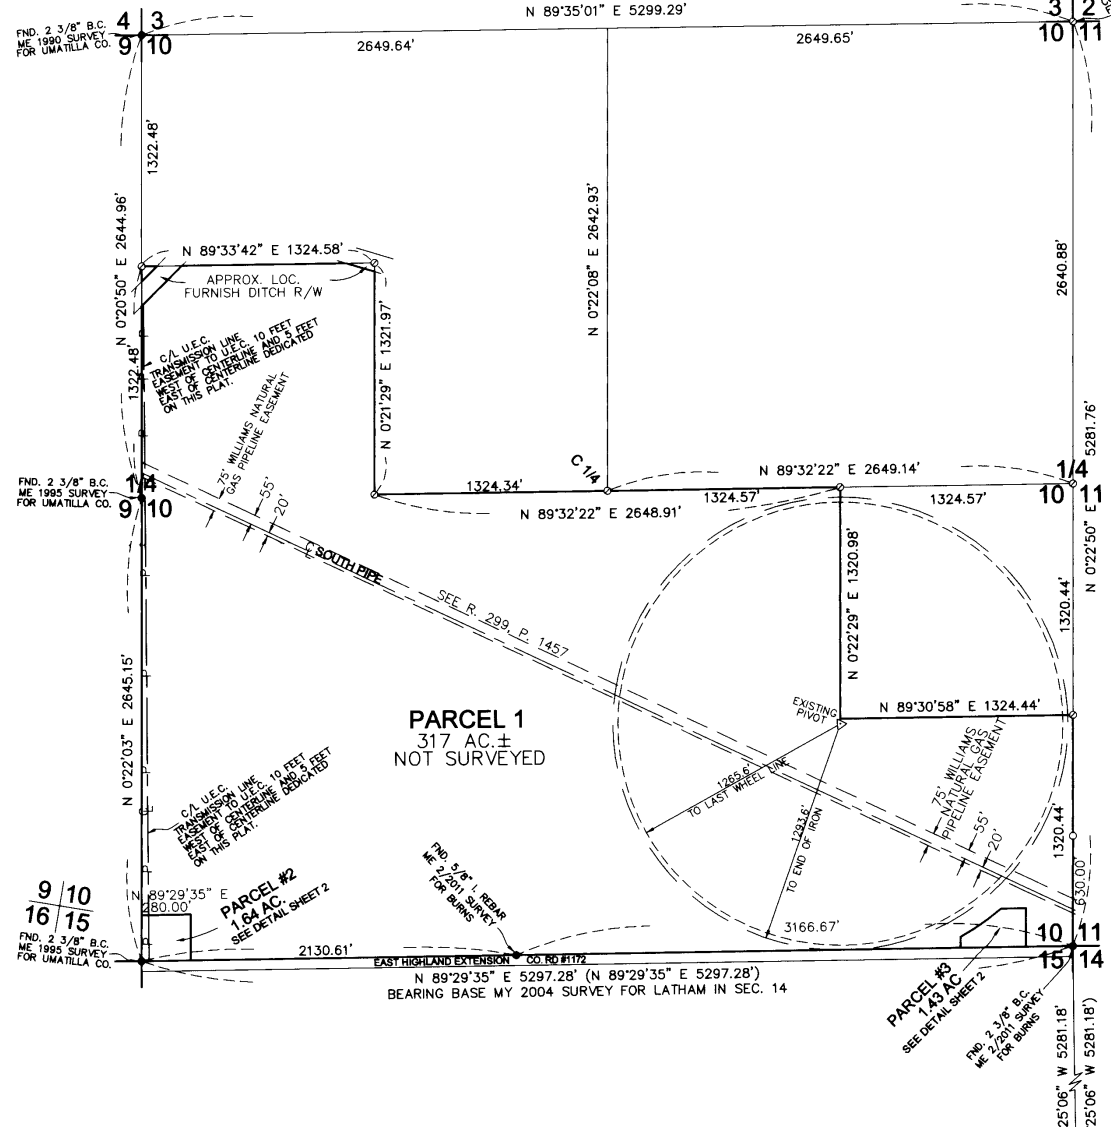 N 89°35'01" E 5299.29'
4 3
9 10
FND. 2 3/8" B.C.
ME 1990 SURVEY
FOR UMATILLA CO.
2649.64'
2649.65'
3 2
10 11
1322.48'
N 0°20'50" E 2644.96'
N 0°22'08" E 2642.93'
2640.88'
N 89°33'42" E 1324.58'
APPROX. LOC.
FURNISH DITCH R/W
1322.48'
C/L U.E.C.
TRANSMISSION LINE
EASEMENT TO U.E.C. 10 FEET
WEST OF CENTERLINE AND 5 FEET
EAST OF CENTERLINE DEDICATED
ON THIS PLAT.
N 0°21'29" E 1321.97'
75' WILLIAMS NATURAL
GAS PIPELINE EASEMENT
55'
20'
FND. 2 3/8" B.C.
ME 1995 SURVEY
FOR UMATILLA CO.
1/4
9 10
1324.34'
C 1/4
N 89°32'22" E 2648.91'
N 89°32'22" E 2649.14'
1324.57'
1324.57'
1/4
10 11
N 0°22'50" E 5281.76'
C SOUTH PIPE
SEE R. 299, P. 1457
N 0°22'29" E 1320.98'
1320.44'
N 0°22'03" E 2645.15'
PARCEL 1
317 AC.±
NOT SURVEYED
EXISTING
PIVOT
N 89°30'58" E 1324.44'
1265.6'
TO LAST WHEEL LINE
1293.6'
TO END OF IRON
75' WILLIAMS
NATURAL GAS
PIPELINE EASEMENT
55'
20'
1320.44'
630.00'
C/L U.E.C.
TRANSMISSION LINE
EASEMENT TO U.E.C. 10 FEET
WEST OF CENTERLINE AND 5 FEET
EAST OF CENTERLINE DEDICATED
ON THIS PLAT.
9 10
16 15
FND. 2 3/8" B.C.
ME 1995 SURVEY
FOR UMATILLA CO.
N 89°29'35" E
280.00'
PARCEL #2
1.64 AC.
SEE DETAIL SHEET 2
FND. 5/8" I. REBAR
ME 2/2011 SURVEY
FOR BURNS
2130.61'
3166.67'
EAST HIGHLAND EXTENSION CO. RD #1172
N 89°29'35" E 5297.28' (N 89°29'35" E 5297.28')
BEARING BASE MY 2004 SURVEY FOR LATHAM IN SEC. 14
10 11
15 14
PARCEL #3
1.43 AC
SEE DETAIL SHEET 2
FND. 2 3/8" B.C.
ME 2/2011 SURVEY
FOR BURNS
25'06" W 5281.18'
25'06" W 5281.18')